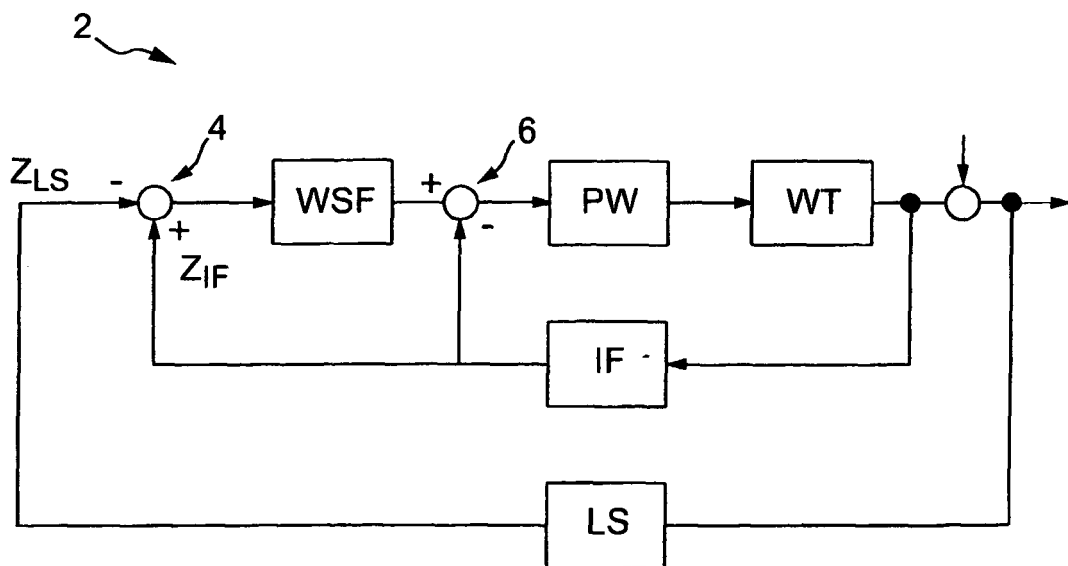 2
4
6
Z_LS - + Z_IF
WSF
+ -
PW
WT
IF
LS